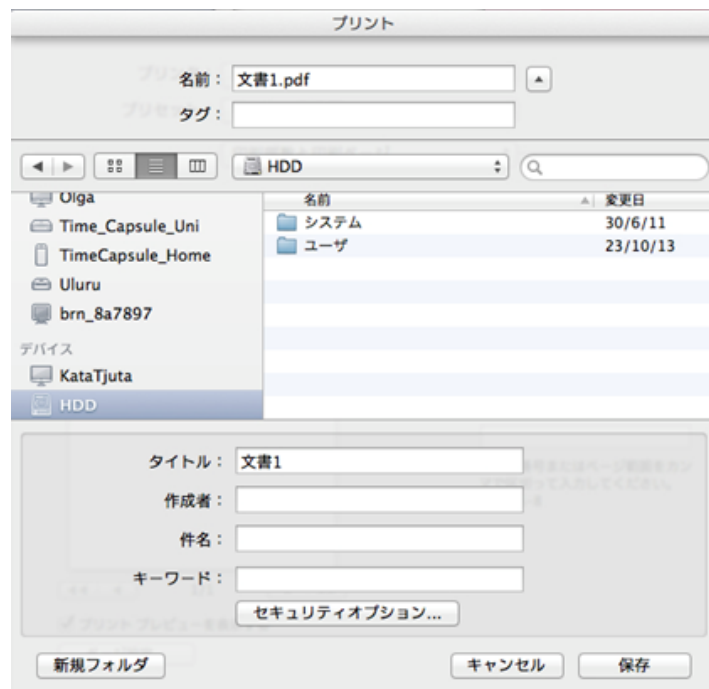 プリント
名前： 文書1.pdf
タグ：
HDD
Olga
Time_Capsule_Uni
TimeCapsule_Home
Uluru
brn_8a7897
デバイス
KataTjuta
HDD
名前 変更日
システム 30/6/11
ユーザ 23/10/13
タイトル： 文書1
作成者：
件名：
キーワード：
セキュリティオプション...
新規フォルダ キャンセル 保存